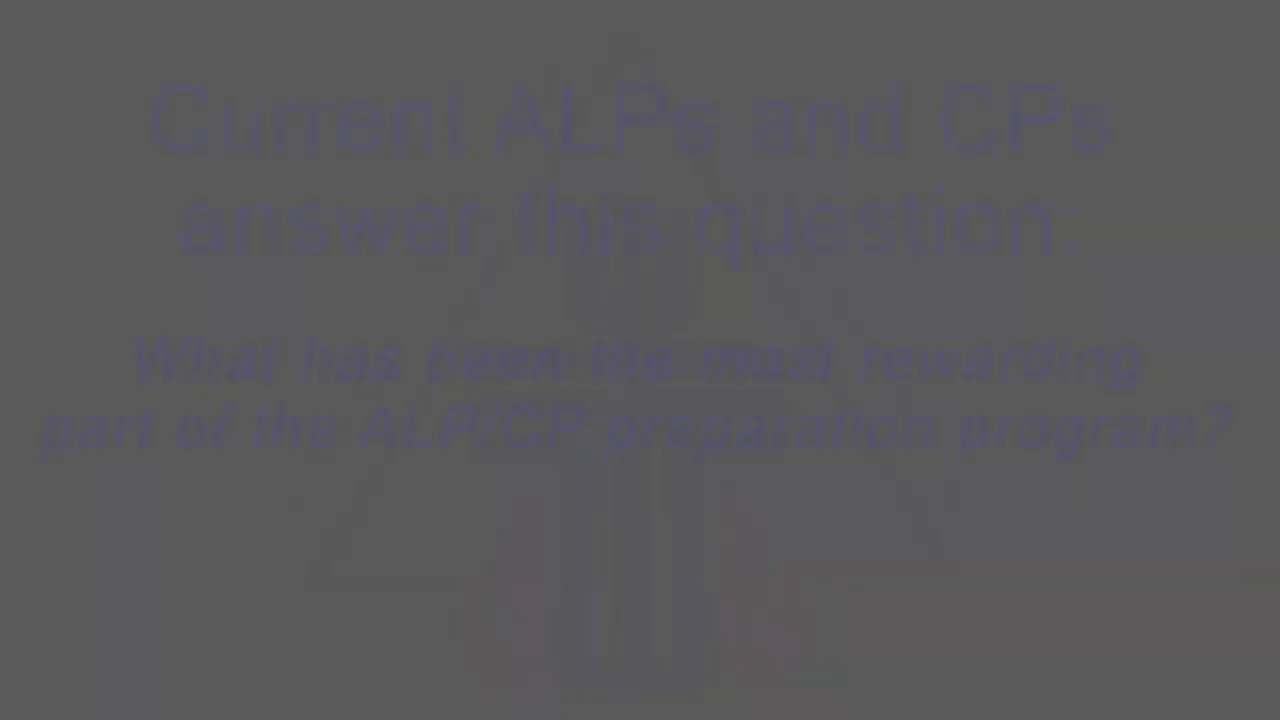 Current ALPs and CPs
answer this question:
What has been the most rewarding
part of the ALP/CP preparation program?